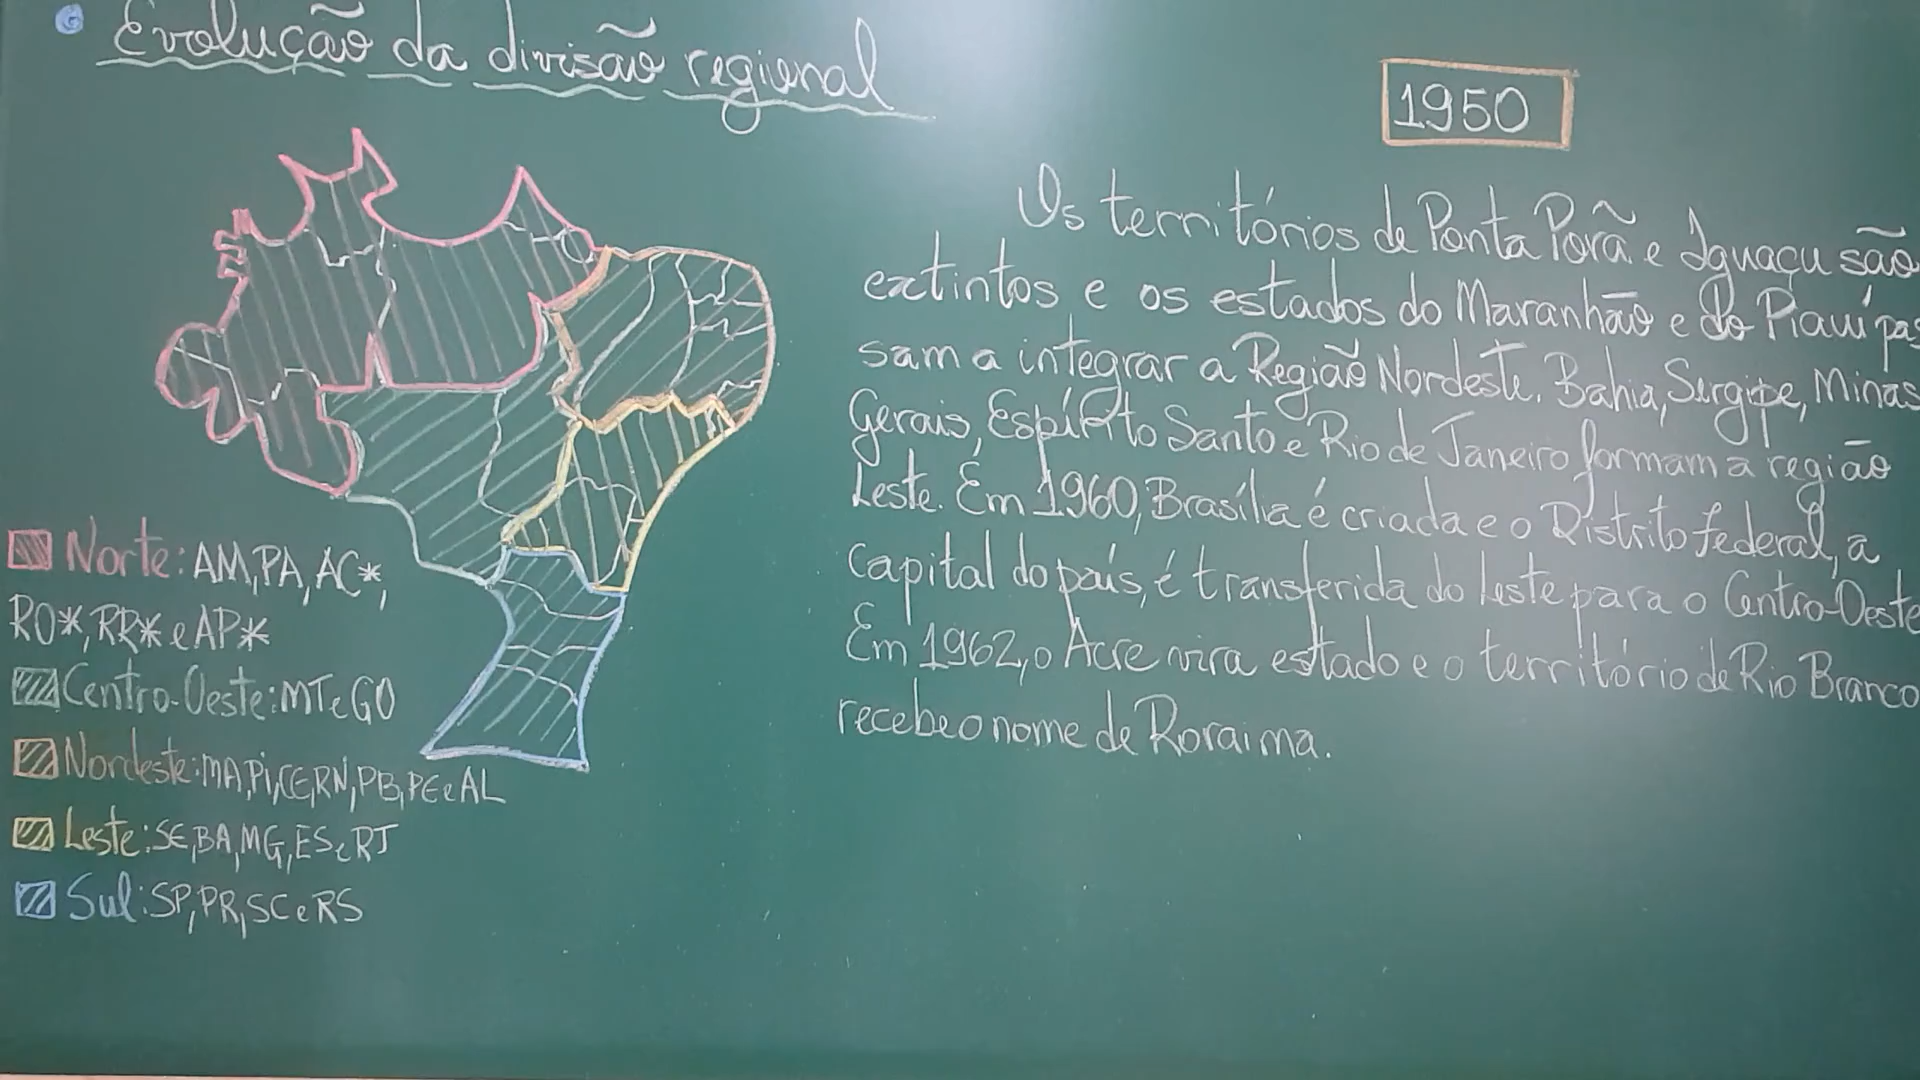 Evolução da divisão regional
1950
Os territórios de Ponta Porã e Iguaçu são
extintos e os estados do Maranhão e do Piauí pas
sam a integrar a Região Nordeste. Bahia, Sergipe, Minas
Gerais, Espírito Santo e Rio de Janeiro formam a região
Leste. Em 1960, Brasília é criada e o Distrito federal, a
capital do país, é transferida do Leste para o Centro-Oeste
Em 1962, o Acre vira estado e o território de Rio Branco
recebe o nome de Roraima.
Norte: AM, PA, AC*,
RO*, RR* e AP*
Centro-Oeste: MT e GO
Nordeste: MA, Pi, CE, RN, PB, PE e AL
Leste: SE, BA, MG, ES e RJ
Sul: SP, PR, SC e RS